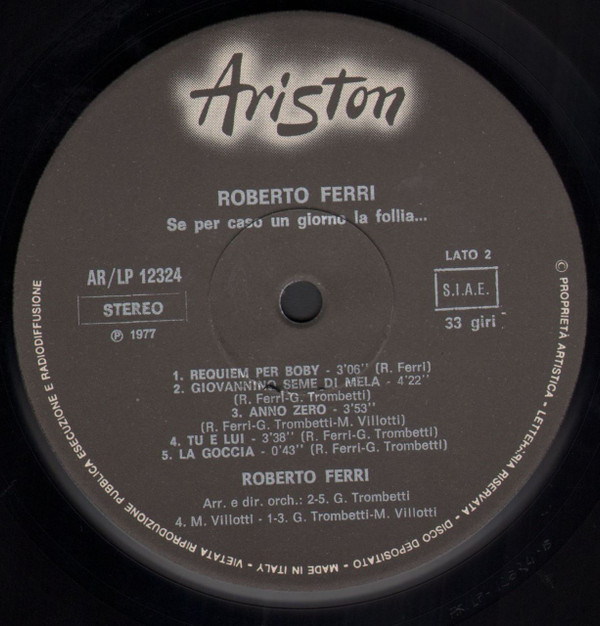 Ariston
ROBERTO FERRI
Se per caso un giorno la follia...
AR/LP 12324
STEREO
Ⓟ 1977
LATO 2
S.I.A.E.
33 giri
1. REQUIEM PER BOBY - 3'06'' (R. Ferri)
2. GIOVANNINO SEME DI MELA - 4'22''
(R. Ferri-G. Trombetti)
3. ANNO ZERO - 3'53''
(R. Ferri-G. Trombetti-M. Villotti)
4. TU E LUI - 3'38'' (R. Ferri-G. Trombetti)
5. LA GOCCIA - 0'43'' (R. Ferri-G. Trombetti)
ROBERTO FERRI
Arr. e dir. orch.: 2-5. G. Trombetti
4. M. Villotti - 1-3. G. Trombetti-M. Villotti
© PROPRIETÀ ARTISTICA - LETTERARIA RISERVATA - DISCO DEPOSITATO - MADE IN ITALY - VIETATA RIPRODUZIONE PUBBLICA ESECUZIONE E RADIODIFFUSIONE